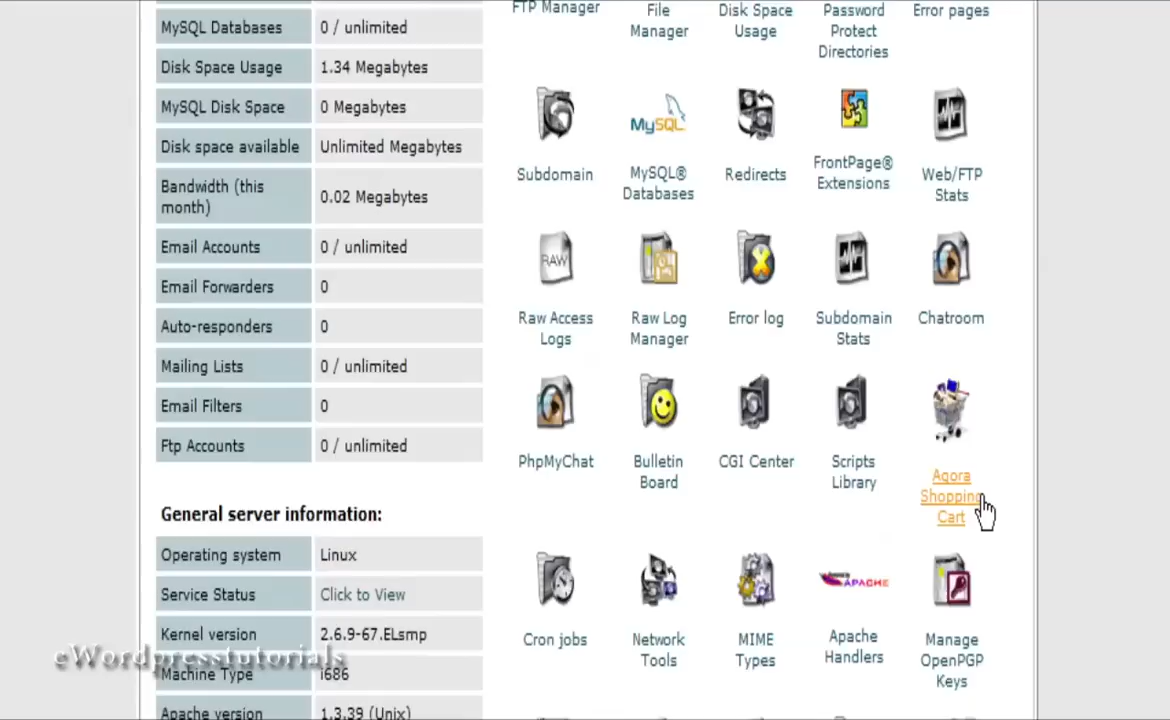 MySQL Databases 0 / unlimited
Disk Space Usage 1.34 Megabytes
MySQL Disk Space 0 Megabytes
Disk space available Unlimited Megabytes
Bandwidth (this
month) 0.02 Megabytes
Email Accounts 0 / unlimited
Email Forwarders 0
Auto-responders 0
Mailing Lists 0 / unlimited
Email Filters 0
Ftp Accounts 0 / unlimited
General server information:
Operating system Linux
Service Status Click to View
Kernel version 2.6.9-67.ELsmp
Machine Type i686
Apache version 1.3.39 (Unix)
eWordpresstutorials
FTP Manager
File
Manager
Disk Space
Usage
Password
Protect
Directories
Error pages
Subdomain
MySQL
MySQL®
Databases
Redirects
FrontPage®
Extensions
Web/FTP
Stats
RAW
Raw Access
Logs
Raw Log
Manager
Error log
Subdomain
Stats
Chatroom
PhpMyChat
Bulletin
Board
CGI Center
Scripts
Library
Agora
Shopping
Cart
Cron jobs
Network
Tools
MIME
Types
APACHE
Apache
Handlers
Manage
OpenPGP
Keys